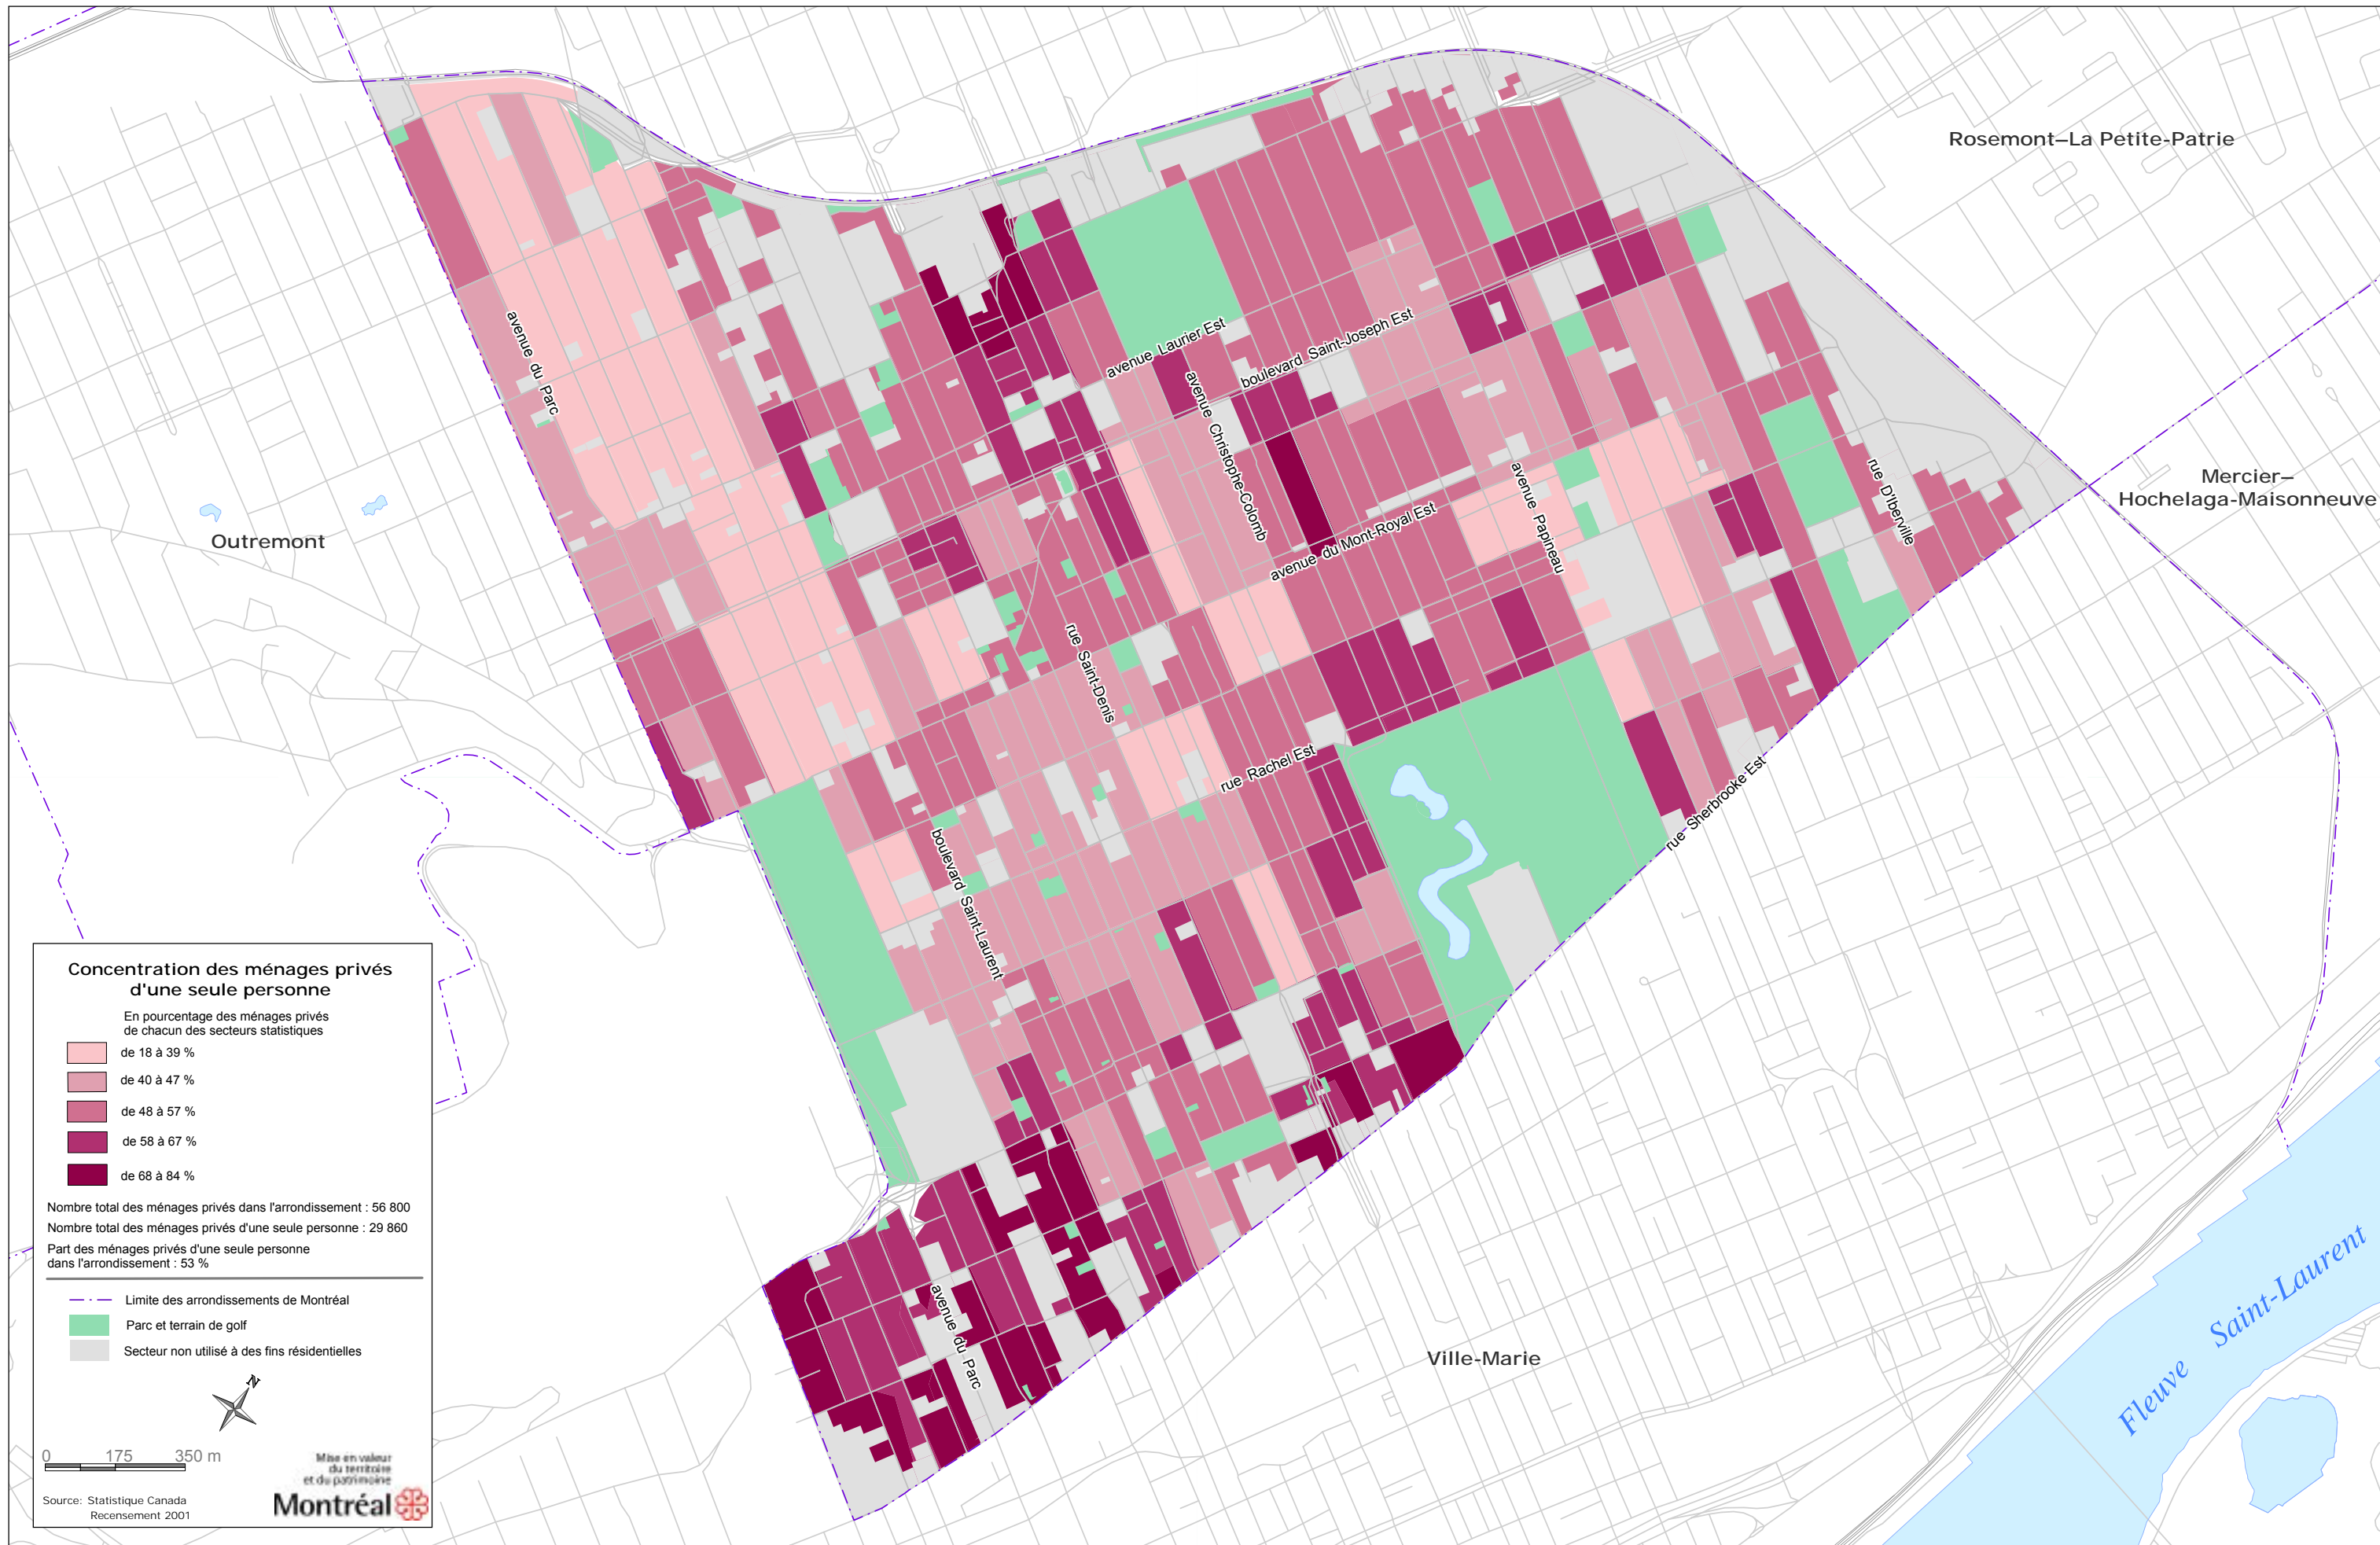 Rosemont–La Petite-Patrie
Mercier–
Hochelaga-Maisonneuve
Outremont
Ville-Marie
Fleuve Saint-Laurent
avenue du Parc
avenue Laurier Est
boulevard Saint-Joseph Est
avenue Christophe-Colomb
avenue du Mont-Royal Est
avenue Papineau
rue D'Iberville
rue Saint-Denis
rue Rachel Est
rue Sherbrooke Est
boulevard Saint-Laurent
avenue du Parc
Concentration des ménages privés
d'une seule personne
En pourcentage des ménages privés
de chacun des secteurs statistiques
de 18 à 39 %
de 40 à 47 %
de 48 à 57 %
de 58 à 67 %
de 68 à 84 %
Nombre total des ménages privés dans l'arrondissement : 56 800
Nombre total des ménages privés d'une seule personne : 29 860
Part des ménages privés d'une seule personne
dans l'arrondissement : 53 %
Limite des arrondissements de Montréal
Parc et terrain de golf
Secteur non utilisé à des fins résidentielles
N
0 175 350 m
Mise en valeur
du territoire
et du patrimoine
Montréal
Source: Statistique Canada
Recensement 2001